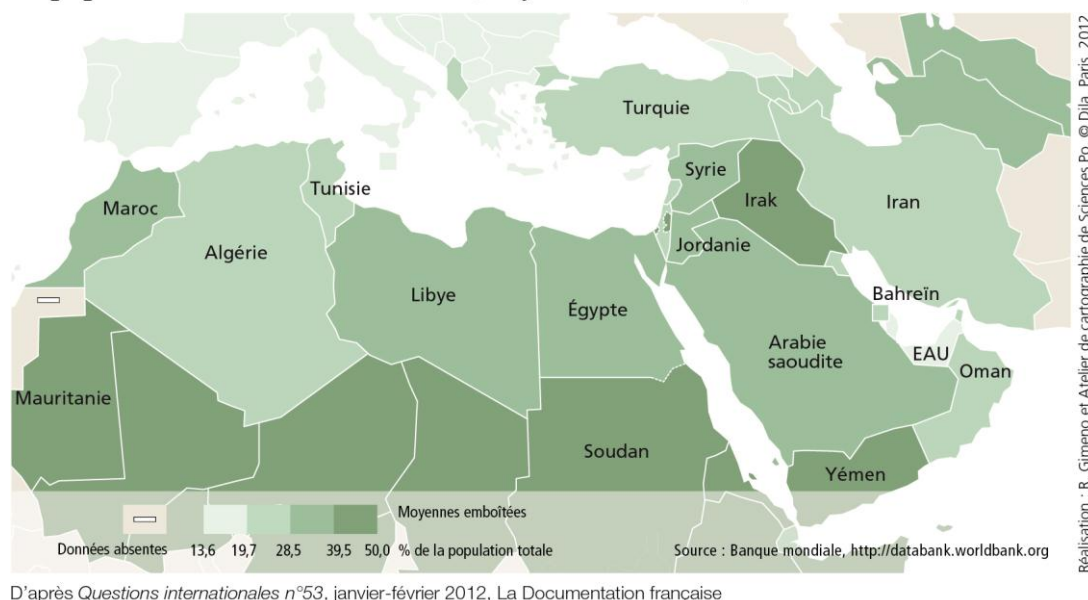 Turquie
Syrie
Irak
Iran
Tunisie
Maroc
Algérie
Jordanie
Libye
Égypte
Bahreïn
Arabie
saoudite
EAU
Oman
Mauritanie
Soudan
Yémen
Moyennes emboîtées
Données absentes 13,6 19,7 28,5 39,5 50,0 % de la population totale
Source : Banque mondiale, http://databank.worldbank.org
Réalisation : R. Gimeno et Atelier de cartographie de Sciences Po. © Dila, Paris, 2012
D'après Questions internationales n°53, janvier-février 2012, La Documentation française